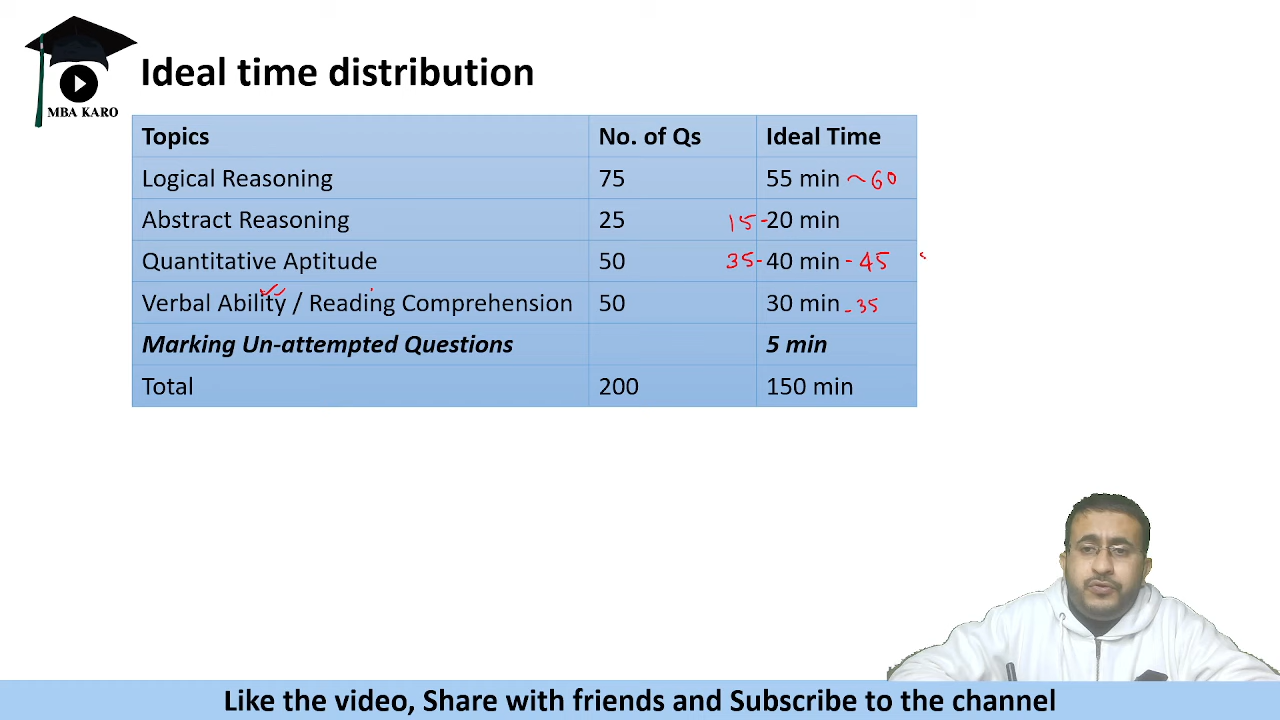 MBA KARO
Ideal time distribution
Topics No. of Qs Ideal Time
Logical Reasoning 75 55 min ~60
Abstract Reasoning 25 15-20 min
Quantitative Aptitude 50 35-40 min -45
Verbal Ability / Reading Comprehension 50 30 min -35
Marking Un-attempted Questions 5 min
Total 200 150 min
Like the video, Share with friends and Subscribe to the channel